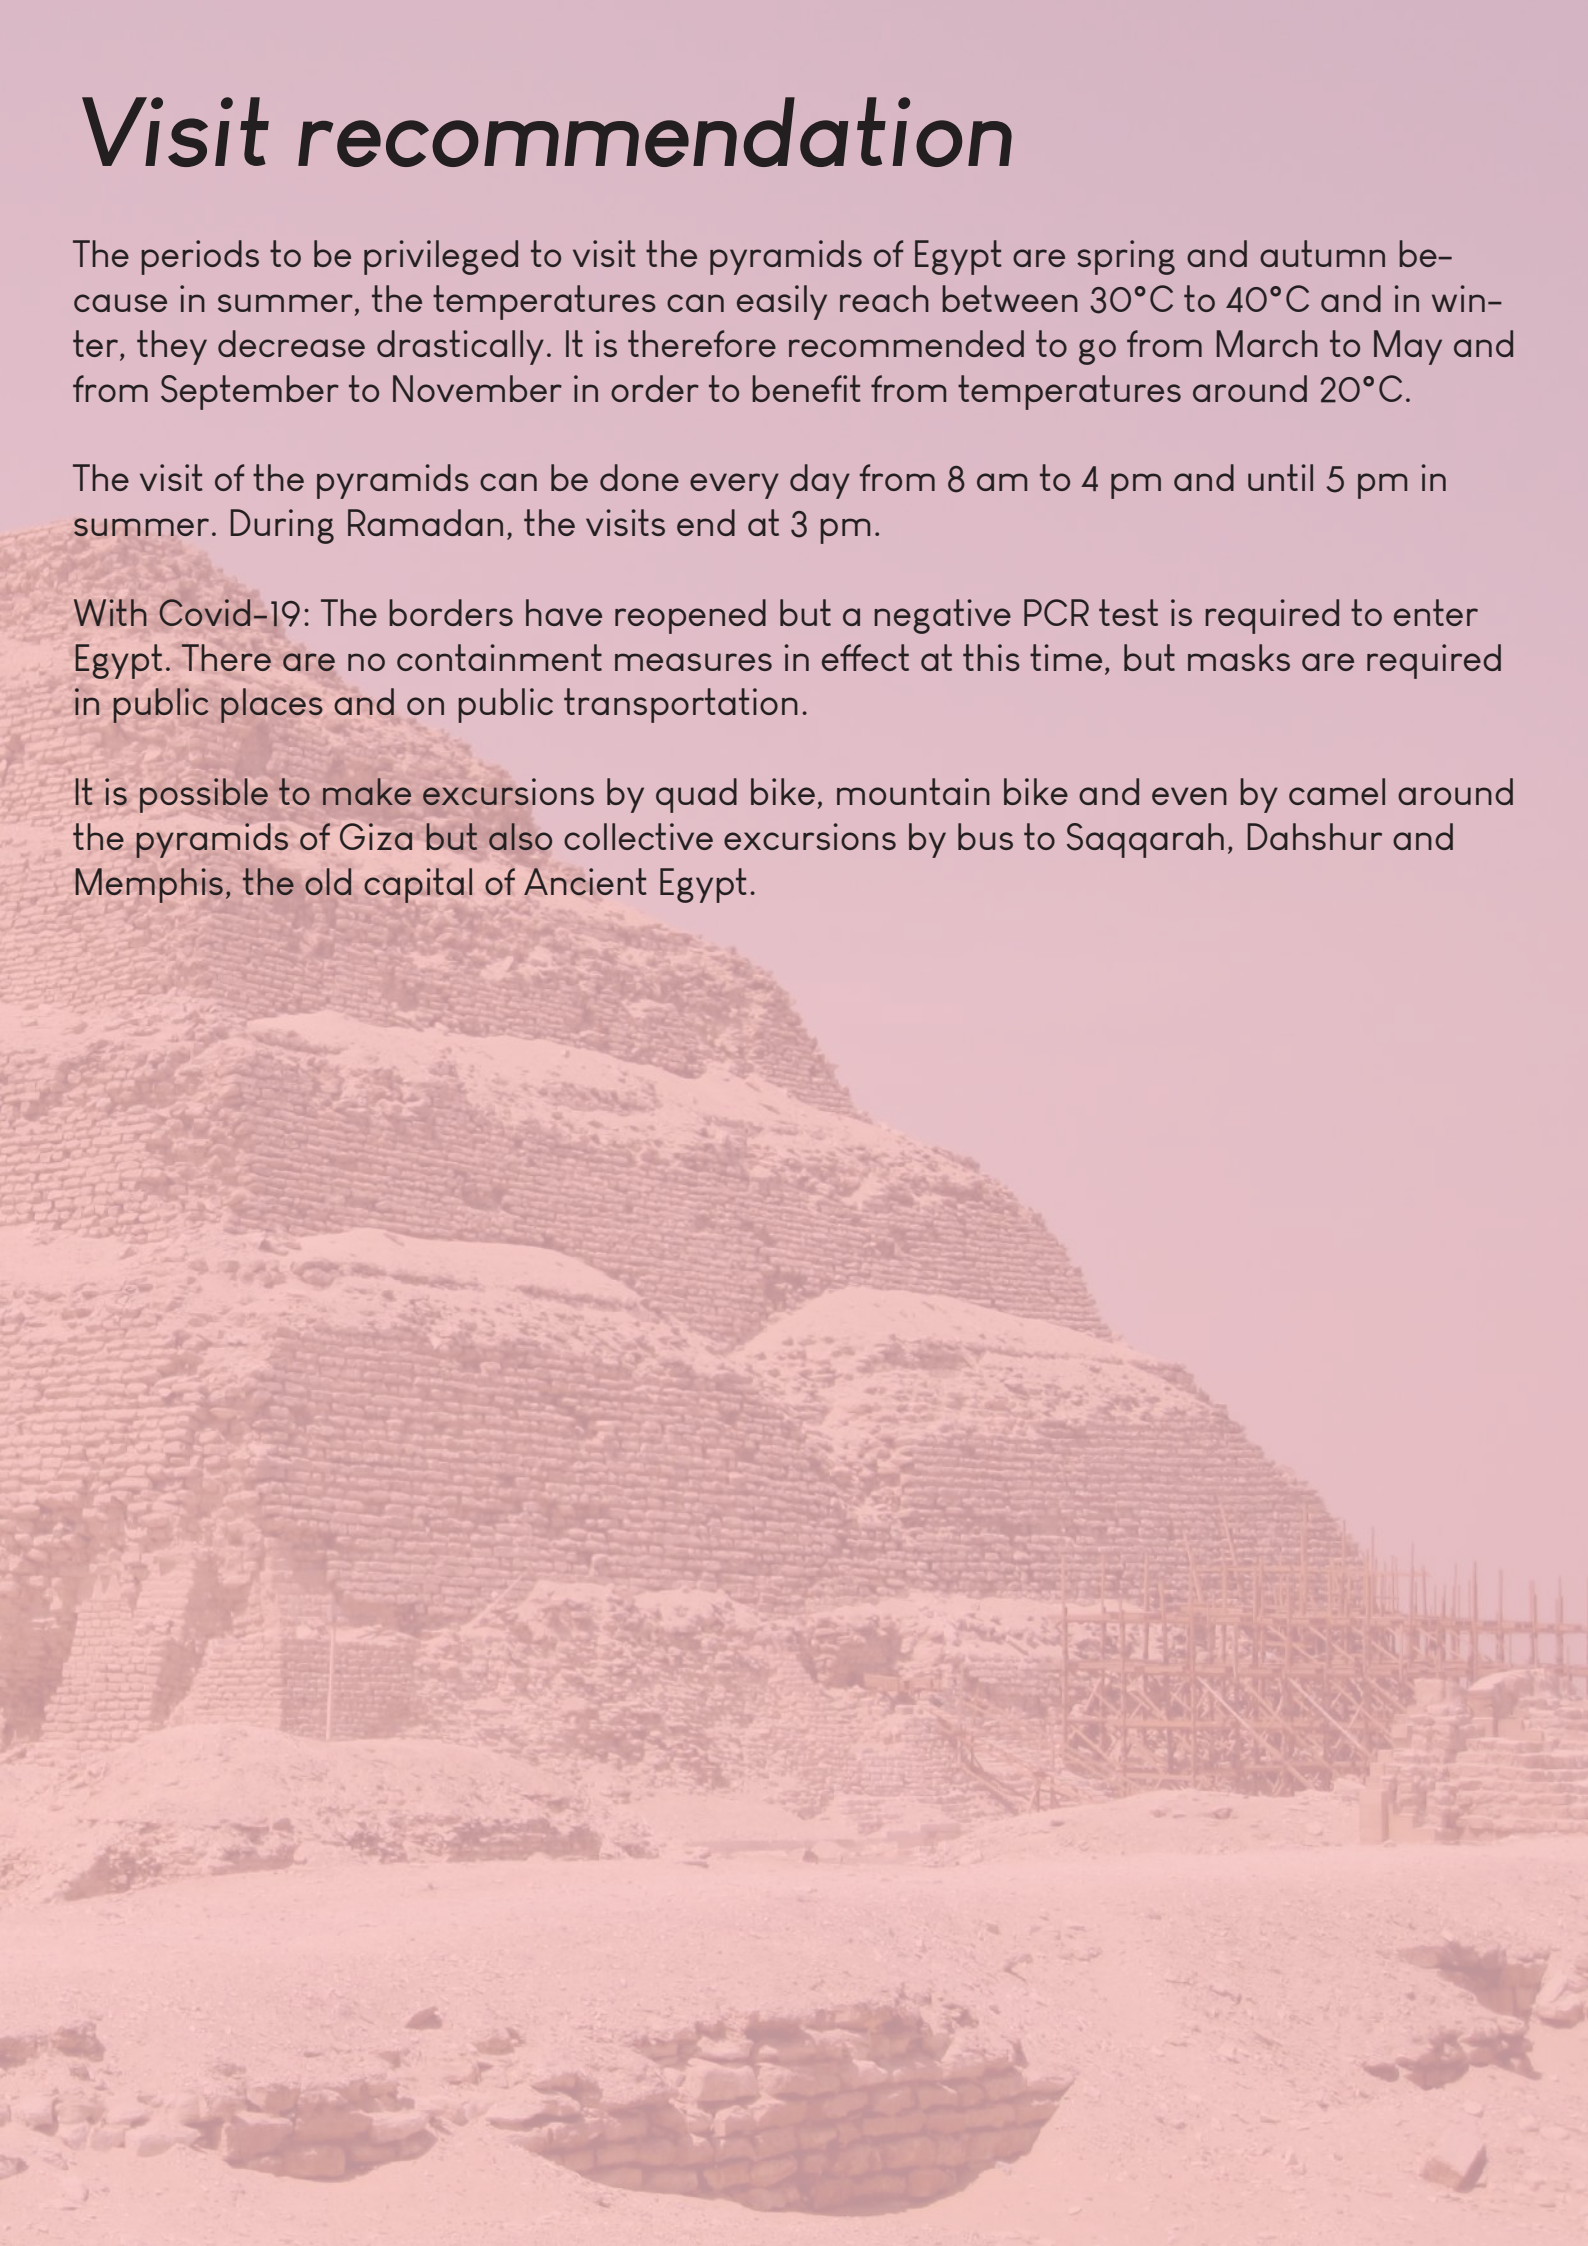 Visit recommendation
The periods to be privileged to visit the pyramids of Egypt are spring and autumn be-
cause in summer, the temperatures can easily reach between 30°C to 40°C and in win-
ter, they decrease drastically. It is therefore recommended to go from March to May and
from September to November in order to benefit from temperatures around 20°C.
The visit of the pyramids can be done every day from 8 am to 4 pm and until 5 pm in
summer. During Ramadan, the visits end at 3 pm.
With Covid-19: The borders have reopened but a negative PCR test is required to enter
Egypt. There are no containment measures in effect at this time, but masks are required
in public places and on public transportation.
It is possible to make excursions by quad bike, mountain bike and even by camel around
the pyramids of Giza but also collective excursions by bus to Saqqarah, Dahshur and
Memphis, the old capital of Ancient Egypt.